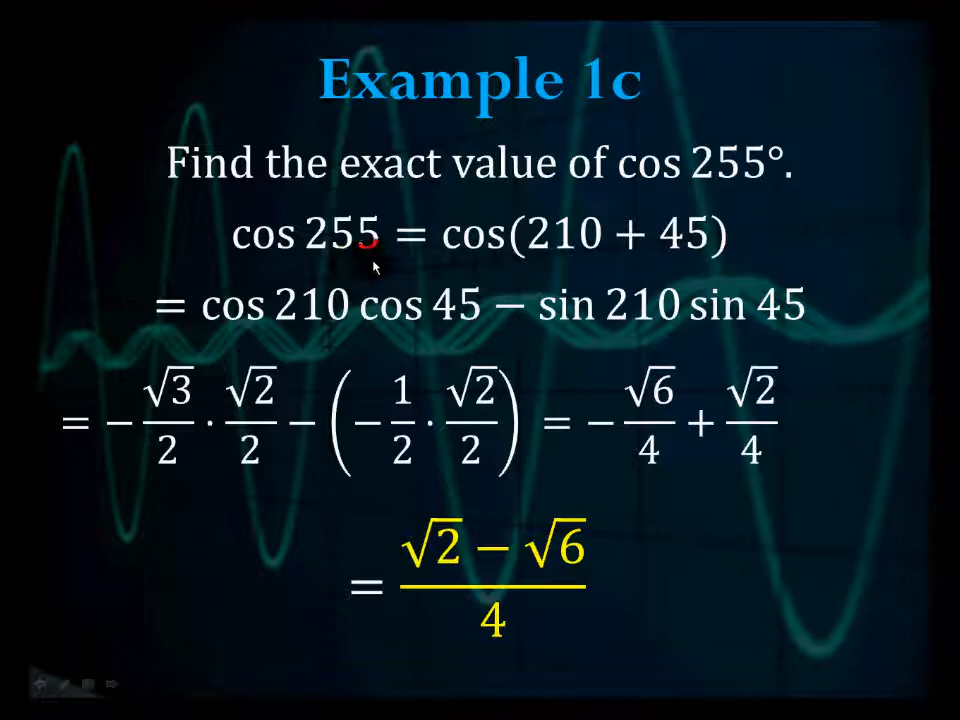 Example 1c
Find the exact value of cos 255°.
cos 255 = cos(210 + 45)
= cos 210 cos 45 − sin 210 sin 45
= − √3/2 · √2/2 − (− 1/2 · √2/2) = − √6/4 + √2/4
= (√2 − √6)/4